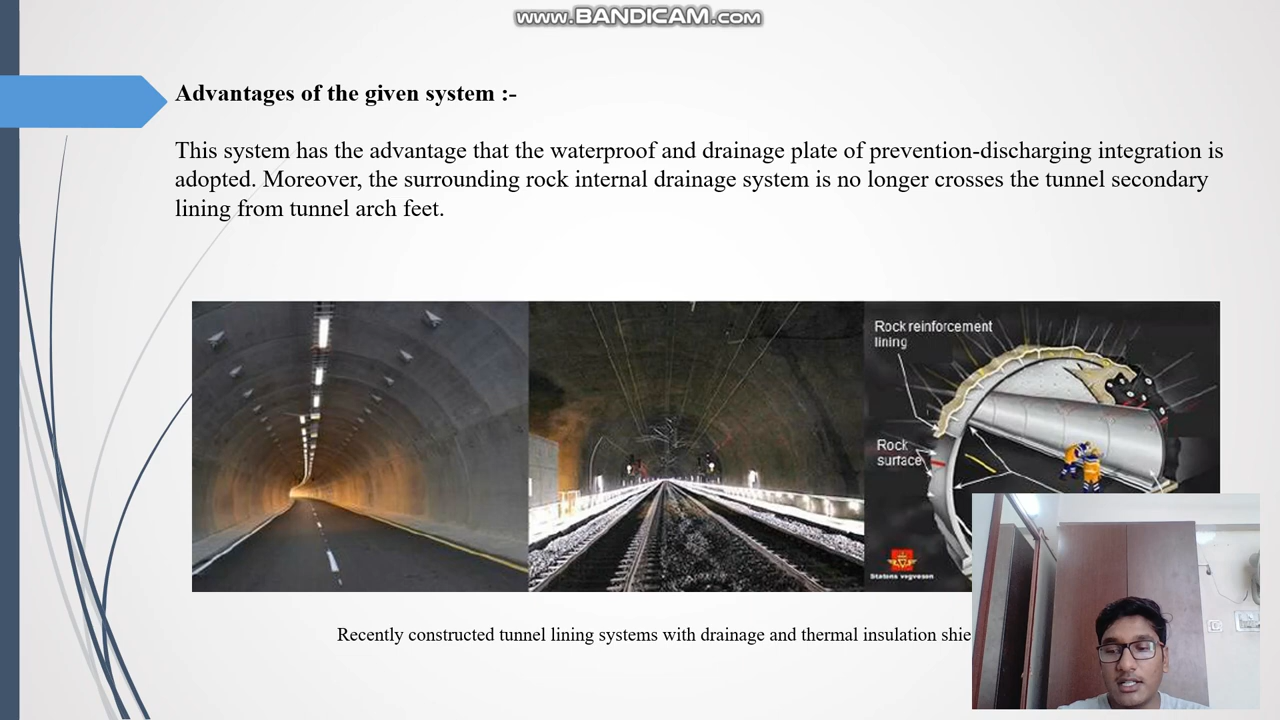 www.BANDICAM.com
Advantages of the given system :-
This system has the advantage that the waterproof and drainage plate of prevention-discharging integration is
adopted. Moreover, the surrounding rock internal drainage system is no longer crosses the tunnel secondary
lining from tunnel arch feet.
Rock reinforcement
lining
Rock
surface
Statens vegvesen
Recently constructed tunnel lining systems with drainage and thermal insulation